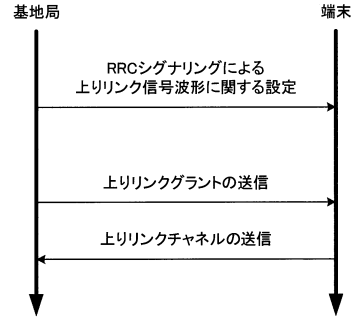 基地局
端末
RRCシグナリングによる
上りリンク信号波形に関する設定
上りリンクグラントの送信
上りリンクチャネルの送信